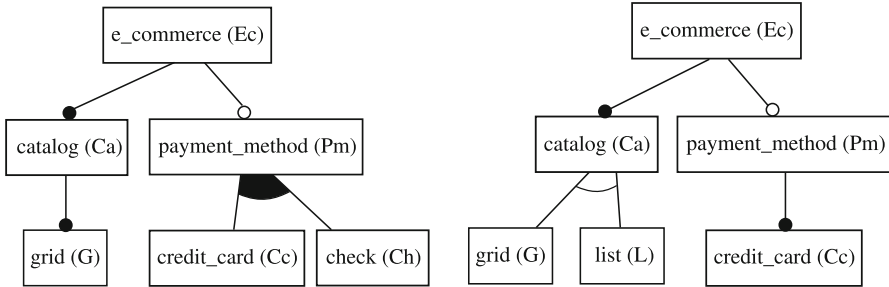 e_commerce (Ec)
catalog (Ca)
payment_method (Pm)
grid (G)
credit_card (Cc)
check (Ch)
e_commerce (Ec)
catalog (Ca)
payment_method (Pm)
grid (G)
list (L)
credit_card (Cc)